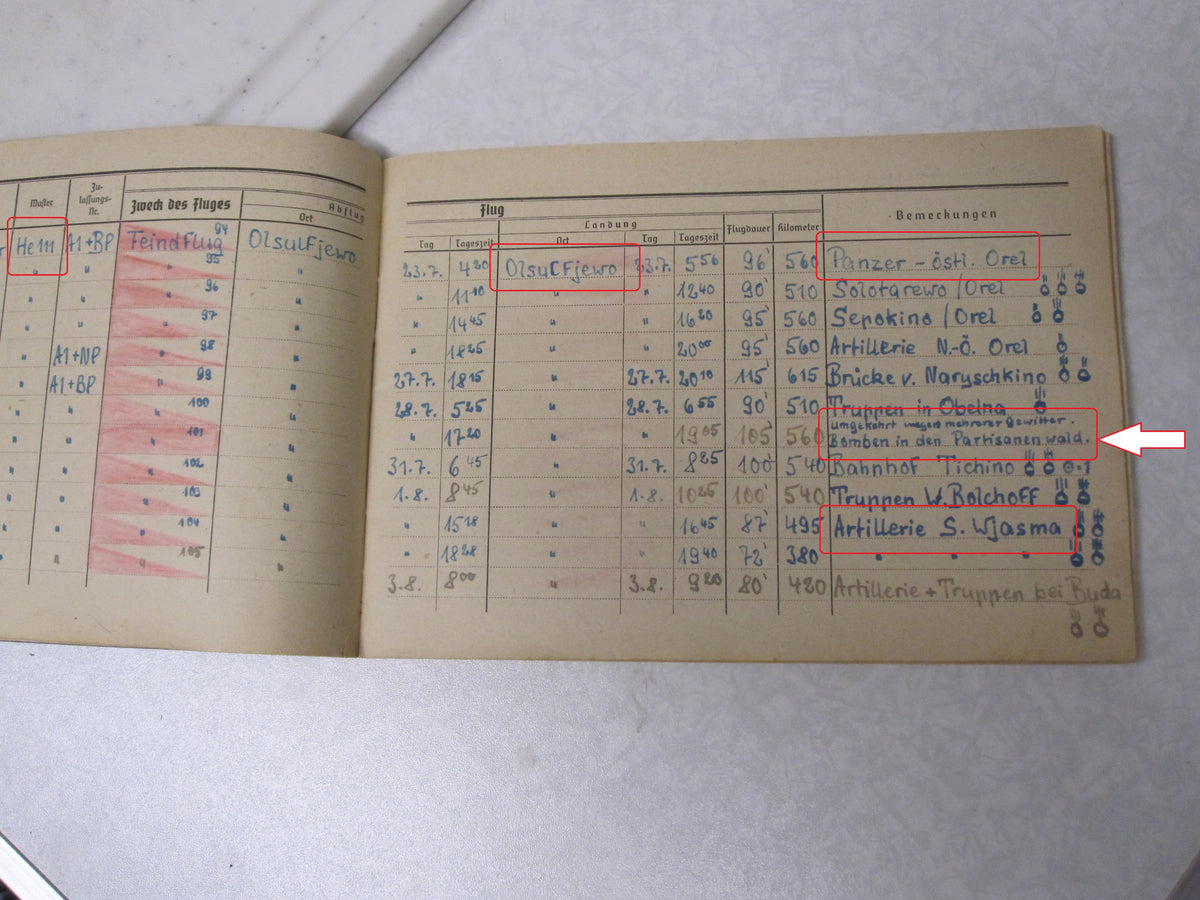 Muster Zu-lassungs-Nr. Zweck des Fluges Abflug
Ort
He 111 A1+BP Feindflug 94 Olsulfjewo
" " " 95 "
" " " 96 "
" " " 97 "
" A1+NP " 98 "
" A1+BP " 99 "
" " " 100 "
" " " 101 "
" " " 102 "
" " " 103 "
" " " 104 "
" " 105 "
Flug
Landung Flugdauer Kilometer Bemerkungen
Tag Tageszeit Ort Tag Tageszeit
23.7. 4 20 Olsulfjewo 23.7. 5 56 96' 560 Panzer - östl. Orel
" 11 10 " " 12 40 90' 510 Solotarewo / Orel
" 14 45 " " 16 20 95' 560 Sepokino / Orel
" 18 25 " " 20 00 95' 560 Artillerie N.-Ö. Orel
27.7. 18 15 " 27.7. 20 10 115' 615 Brücke v. Naryschkino
28.7. 5 25 " 28.7. 6 55 90' 510 Truppen in Obelna
umgekehrt wegen mehrerer Gewitter.
" 17 20 " " 19 05 105' 560 Bomben in den Partisanenwald.
31.7. 6 45 " 31.7. 8 25 100' 540 Bahnhof Tichino
1.8. 8 45 " 1.8. 10 25 100' 540 Truppen W. Bolchoff
" 15 18 " " 16 45 87' 495 Artillerie S. Wjasma
" 18 28 " " 19 40 72' 380 " " "
3.8. 8 00 " 3.8. 9 20 80' 420 Artillerie + Truppen bei Buda